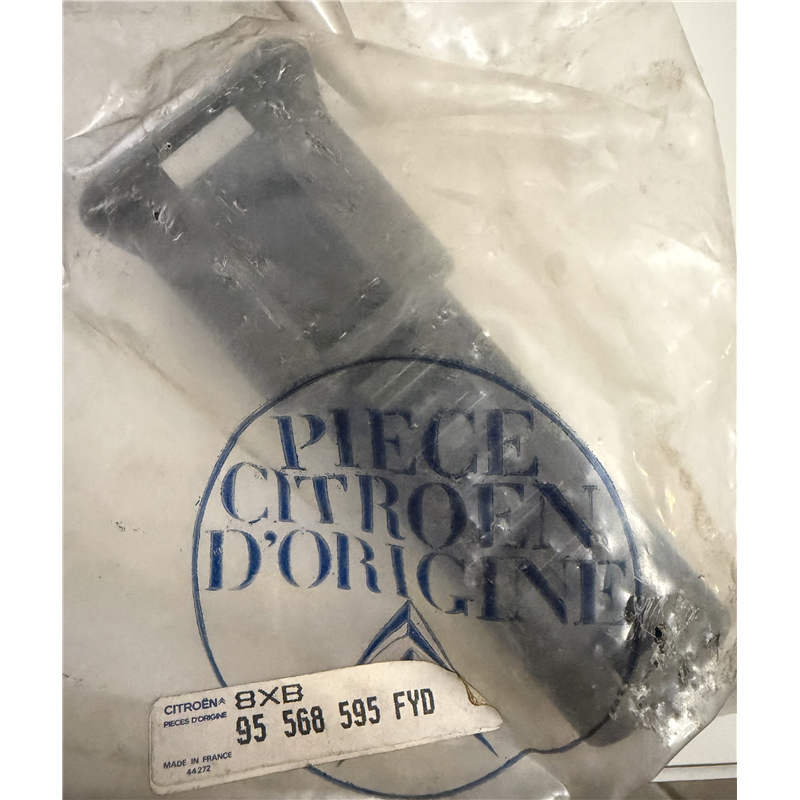 PIECE
CITROËN
D'ORIGINE
CITROËN 8XB
PIECES D'ORIGINE 95 568 595 FYD
MADE IN FRANCE
44272